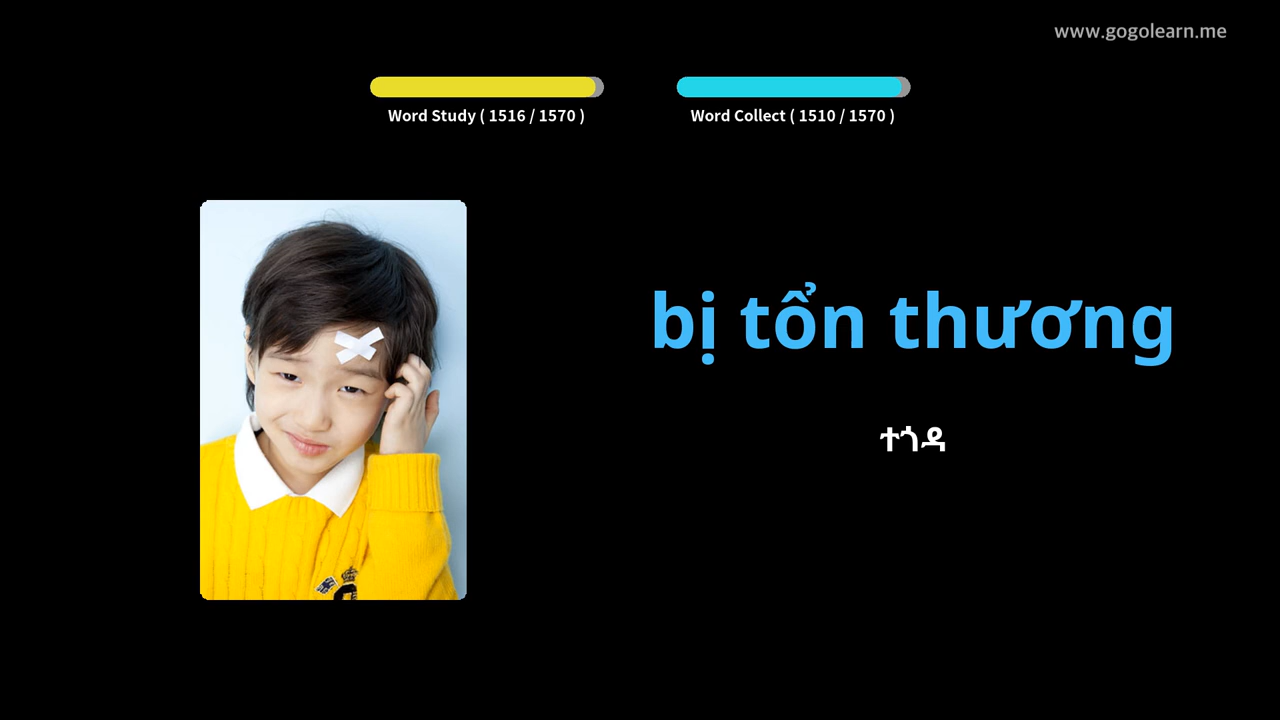 www.gogolearn.me
Word Study ( 1516 / 1570 )
Word Collect ( 1510 / 1570 )
bị tổn thương
ተጎዳ